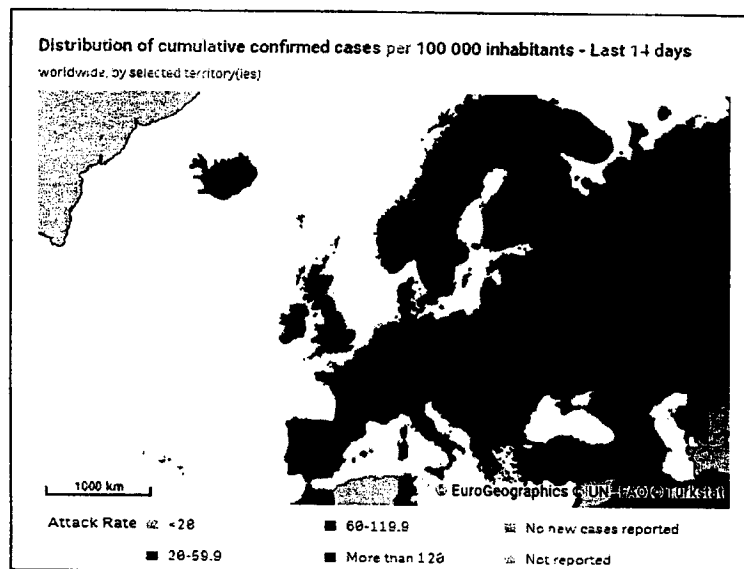 Distribution of cumulative confirmed cases per 100 000 inhabitants - Last 14 days
worldwide, by selected territory(ies)
1000 km
© EuroGeographics © UN-FAO © Turkstat
Attack Rate <20
60-119.9
No new cases reported
20-59.9
More than 120
Not reported